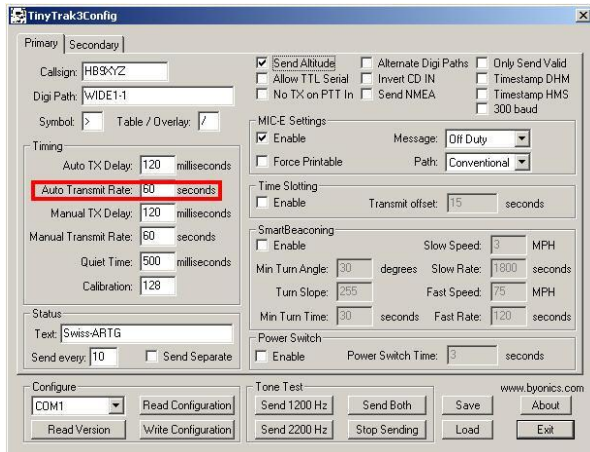 TinyTrak3Config
Primary Secondary
Callsign: HB9XYZ
Digi Path: WIDE1-1
Symbol: > Table / Overlay: /
Timing
Auto TX Delay: 120 milliseconds
Auto Transmit Rate: 60 seconds
Manual TX Delay: 120 milliseconds
Manual Transmit Rate: 60 seconds
Quiet Time: 500 milliseconds
Calibration: 128
Status
Text: Swiss-ARTG
Send every: 10 Send Separate
Send Altitude Alternate Digi Paths Only Send Valid
Allow TTL Serial Invert CD IN Timestamp DHM
No TX on PTT In Send NMEA Timestamp HMS
300 baud
MIC-E Settings
Enable Message: Off Duty
Force Printable Path: Conventional
Time Slotting
Enable Transmit offset: 15 seconds
SmartBeaconing
Enable Slow Speed: 3 MPH
Min Turn Angle: 30 degrees Slow Rate: 1800 seconds
Turn Slope: 255 Fast Speed: 75 MPH
Min Turn Time: 30 seconds Fast Rate: 120 seconds
Power Switch
Enable Power Switch Time: 3 seconds
Configure
COM1 Read Configuration
Read Version Write Configuration
Tone Test
Send 1200 Hz Send Both
Send 2200 Hz Stop Sending
www.byonics.com
Save About
Load Exit